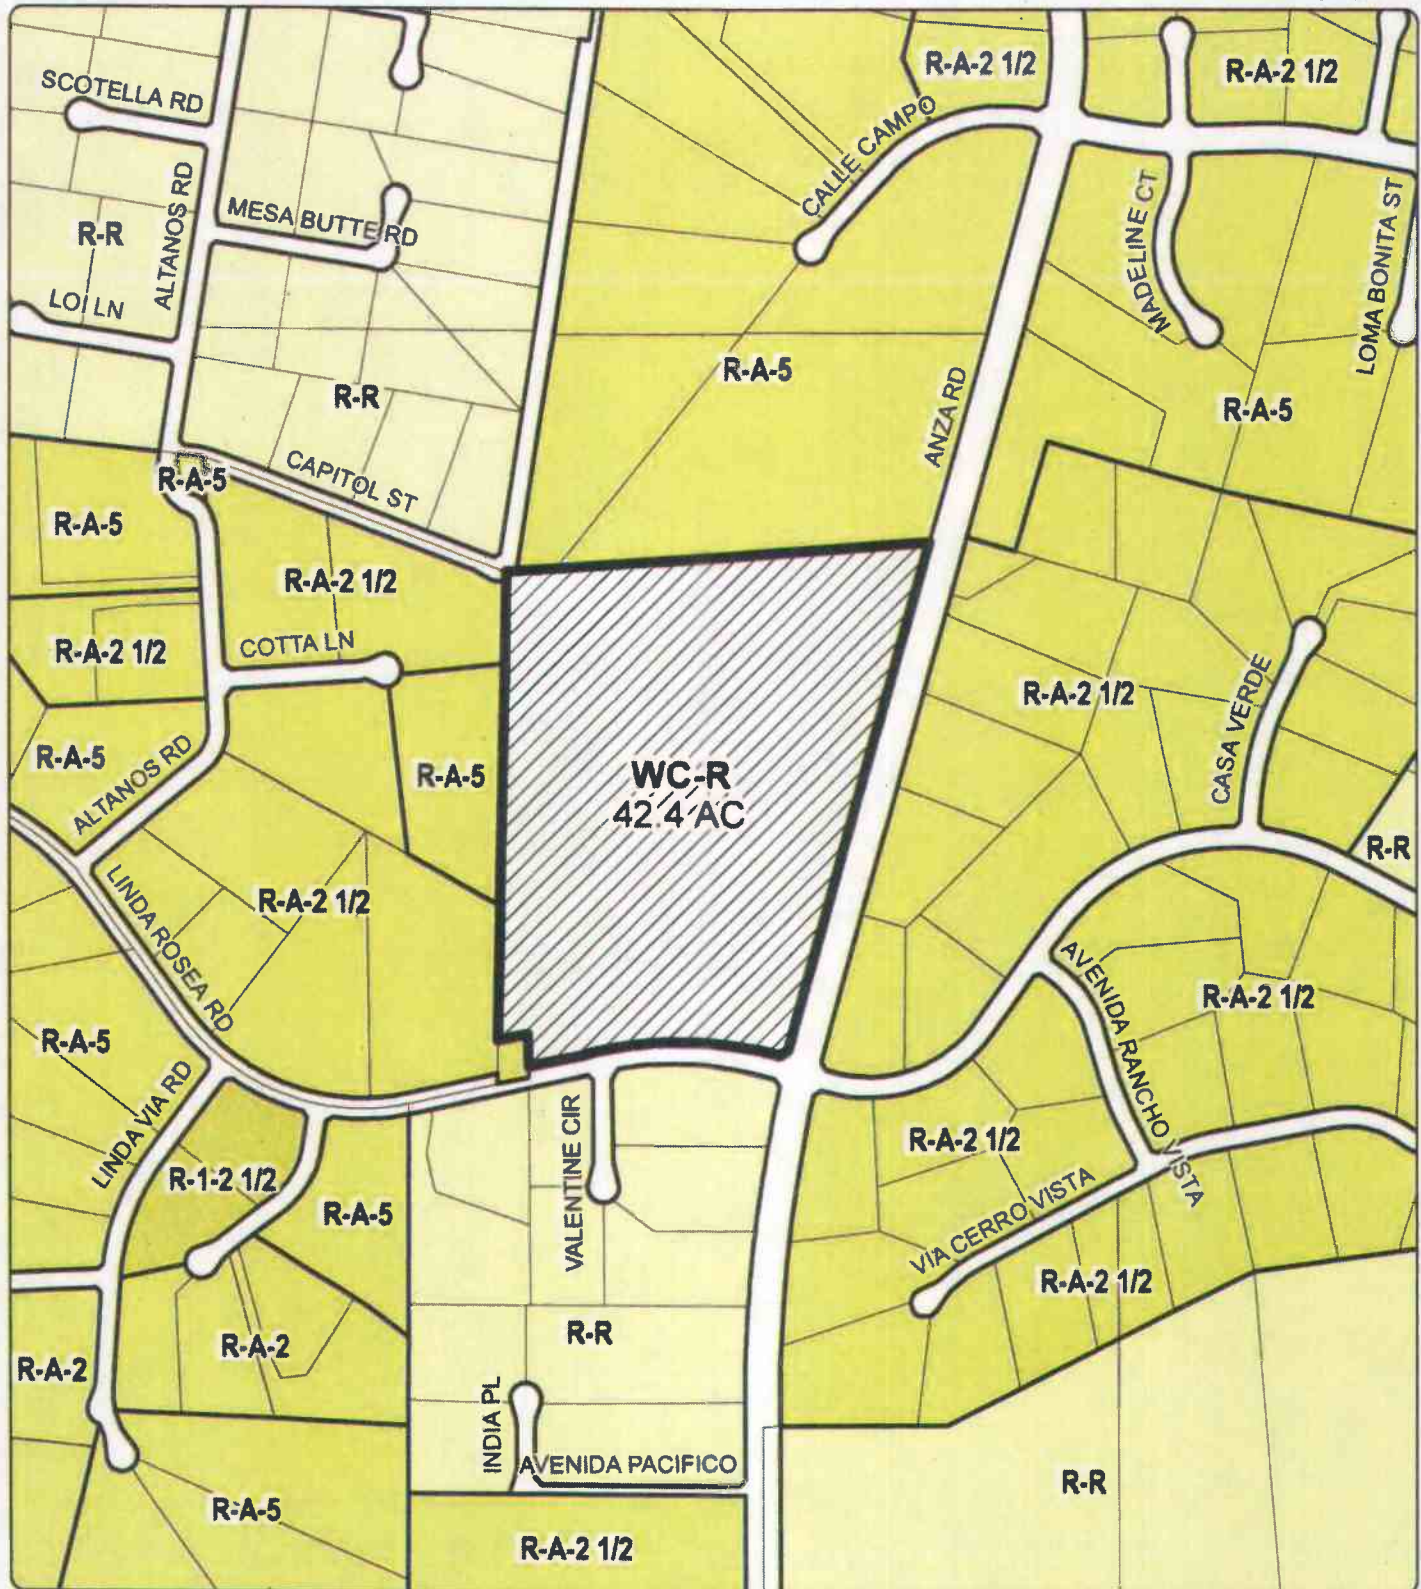 R-A-2 1/2
R-A-2 1/2
SCOTELLA RD
CALLE CAMPO
ALTANOS RD
MESA BUTTE RD
MADELINE CT
LOMA BONITA ST
R-R
LOI LN
R-A-5
R-R
ANZA RD
R-A-5
CAPITOL ST
R-A-5
R-A-5
R-A-2 1/2
R-A-2 1/2
COTTA LN
R-A-2 1/2
CASA VERDE
R-A-5
ALTANOS RD
R-A-5
WC-R
42.4 AC
R-R
LINDA ROSEA RD
R-A-2 1/2
AVENIDA RANCHO VISTA
R-A-2 1/2
R-A-5
LINDA VIA RD
VALENTINE CIR
R-A-2 1/2
R-1-2 1/2
R-A-5
VIA CERRO VISTA
R-A-2 1/2
R-R
R-A-2
R-A-2
INDIA PL
AVENIDA PACIFICO
R-R
R-A-5
R-A-2 1/2